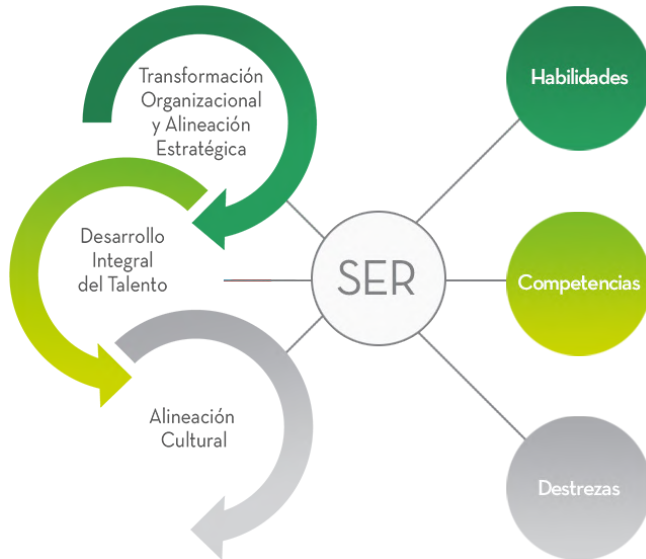 Transformación
Organizacional
y Alineación
Estratégica
Desarrollo
Integral
del Talento
Alineación
Cultural
SER
Habilidades
Competencias
Destrezas